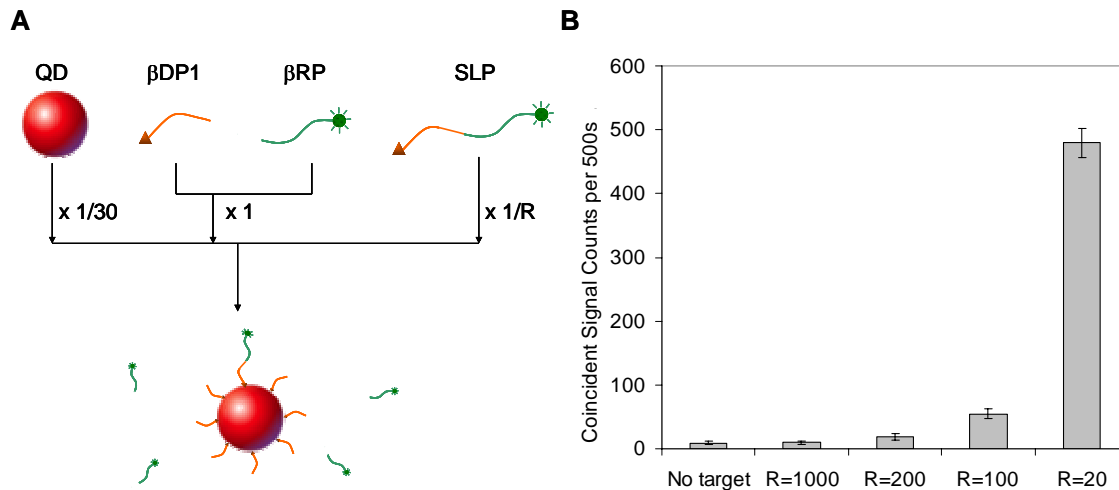 A
QD βDP1 βRP SLP
x 1/30 x 1 x 1/R
B
Coincident Signal Counts per 500s
600
500
400
300
200
100
0
No target R=1000 R=200 R=100 R=20